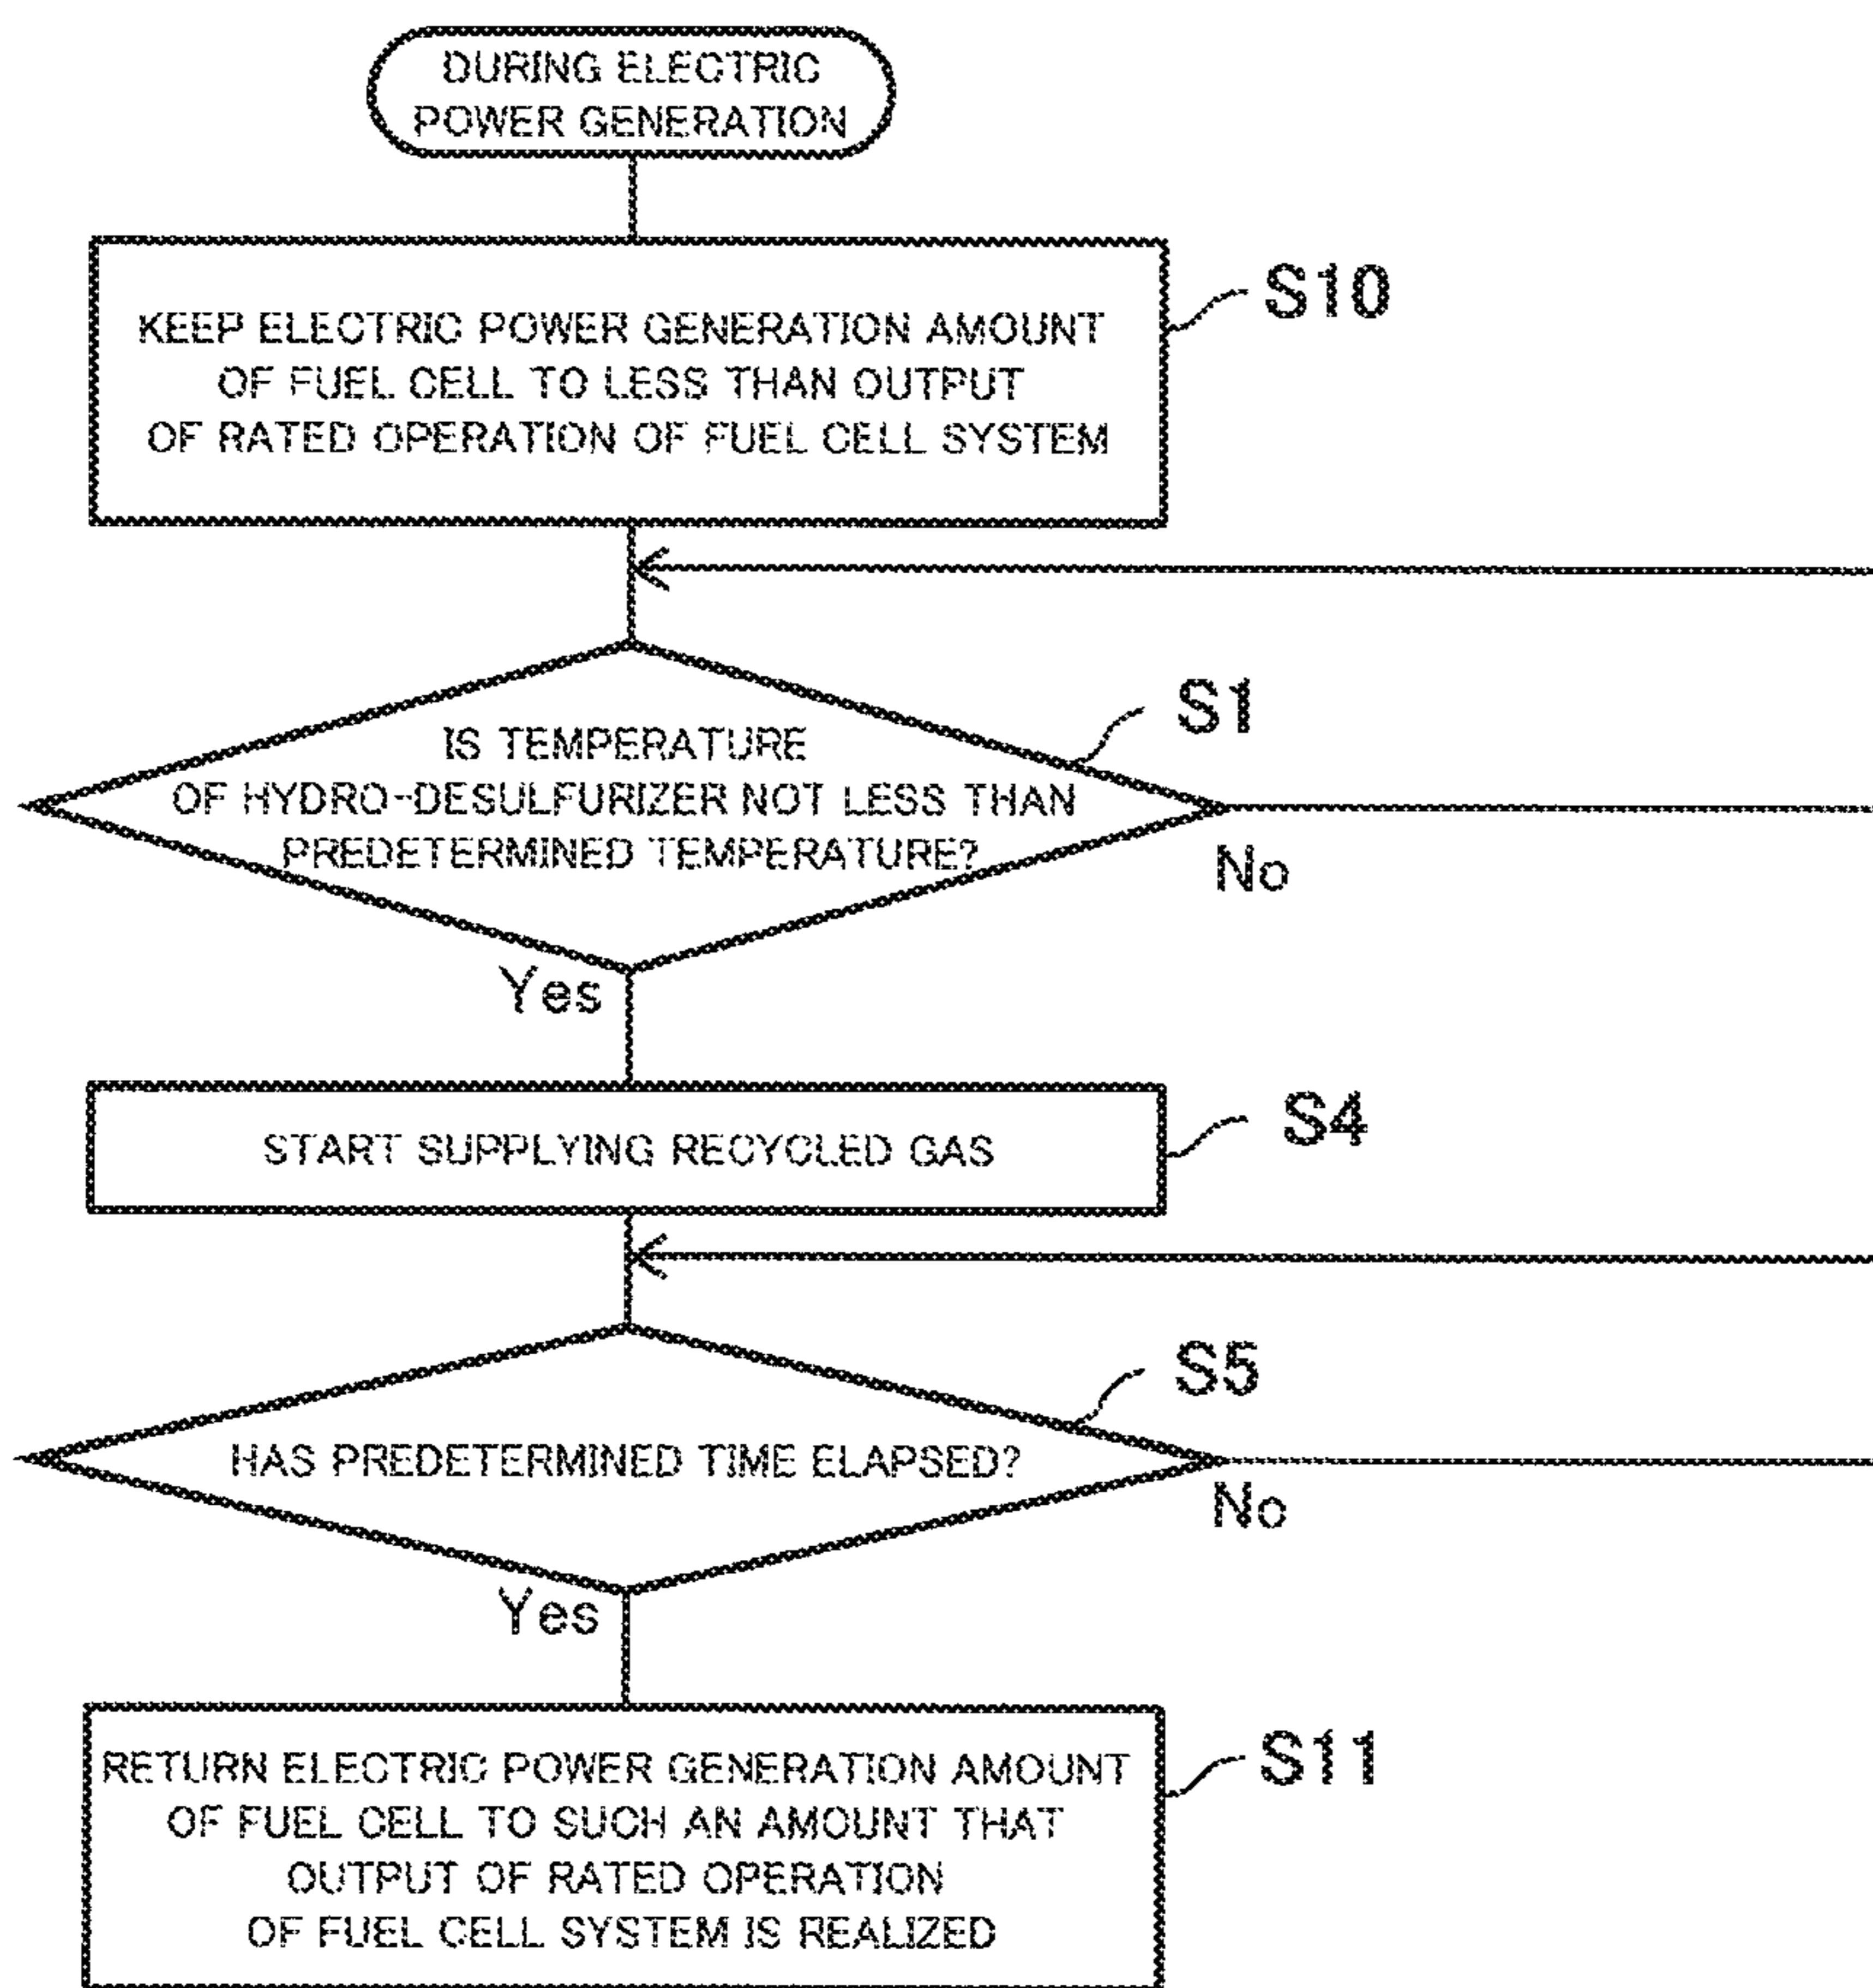 DURING ELECTRIC
POWER GENERATION
KEEP ELECTRIC POWER GENERATION AMOUNT
OF FUEL CELL TO LESS THAN OUTPUT
OF RATED OPERATION OF FUEL CELL SYSTEM
S10
IS TEMPERATURE
OF HYDRO-DESULFURIZER NOT LESS THAN
PREDETERMINED TEMPERATURE?
S1
No
Yes
START SUPPLYING RECYCLED GAS
S4
HAS PREDETERMINED TIME ELAPSED?
S5
No
Yes
RETURN ELECTRIC POWER GENERATION AMOUNT
OF FUEL CELL TO SUCH AN AMOUNT THAT
OUTPUT OF RATED OPERATION
OF FUEL CELL SYSTEM IS REALIZED
S11